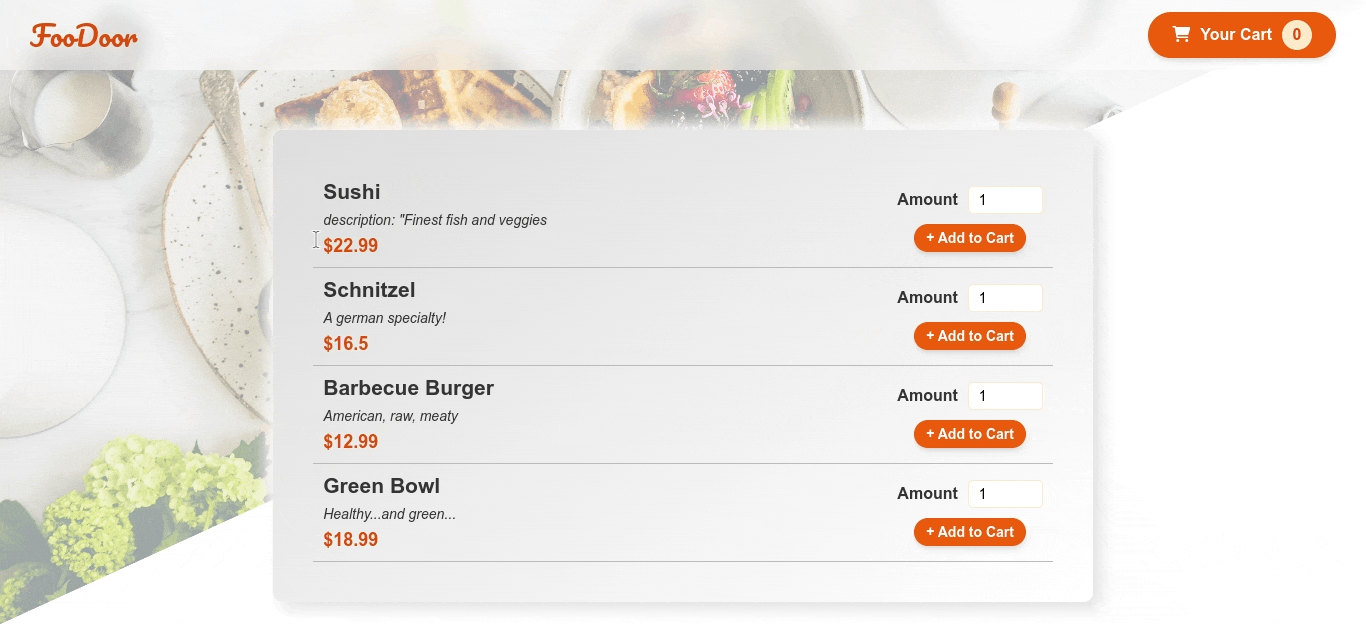 FooDoor
Your Cart 0
Sushi
description: "Finest fish and veggies
$22.99
Amount 1
+ Add to Cart
Schnitzel
A german specialty!
$16.5
Amount 1
+ Add to Cart
Barbecue Burger
American, raw, meaty
$12.99
Amount 1
+ Add to Cart
Green Bowl
Healthy...and green...
$18.99
Amount 1
+ Add to Cart